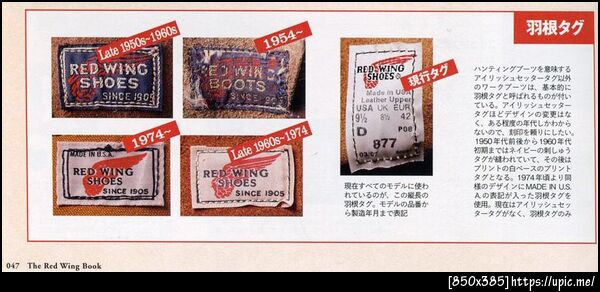 羽根タグ
Late 1950s~1960s
RED WING
SHOES
SINCE 1905
1954~
RED WING
BOOTS
現行タグ
RED WING
SHOES
Made in USA
Leather Upper
USA UK EUR
9½ 8½ 42
D
877
1974~
MADE IN U.S.A.
RED WING
SHOES
SINCE 1905
Late 1960s~1974
RED WING
SHOES
SINCE 1905
現在すべてのモデルに使わ
れているのが、この縦長の
羽根タグ。モデルの品番か
ら製造年月まで表記
ハンティングブーツを意味する
アイリッシュセッタータグ以外
のワークブーツは、基本的に
羽根タグと呼ばれるものが付い
ている。アイリッシュセッター
タグほどデザインの変更はな
く、ある程度の年代しかわから
ないので、刻印を頼りにしたい。
1950年代前後から1960年代
初期まではネイビーの刺しゅう
タグが縫われていて、その後は
プリントの白ベースのプリント
タグとなる。1974年頃より同
様のデザインにMADE IN U.S.
A.の表記が入った羽根タグを
使用。現在はアイリッシュセッ
タータグがなく、羽根タグのみ
047 The Red Wing Book
[850x385]https://upic.me/